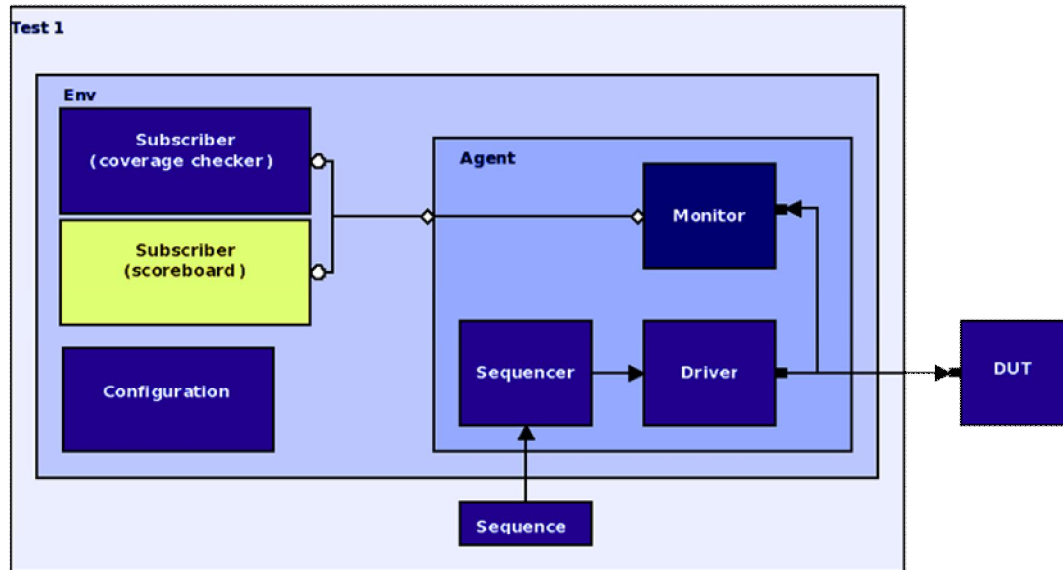 Test 1
Env
Subscriber
(coverage checker)
Agent
Monitor
Subscriber
(scoreboard)
Sequencer
Driver
DUT
Configuration
Sequence